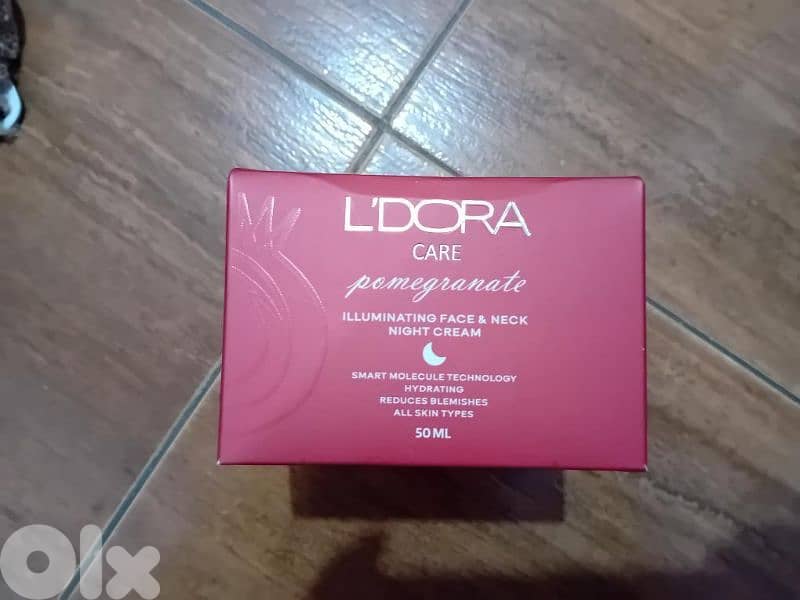 L'DORA
CARE
pomegranate
ILLUMINATING FACE & NECK
NIGHT CREAM
SMART MOLECULE TECHNOLOGY
HYDRATING
REDUCES BLEMISHES
ALL SKIN TYPES
50 ML
olx